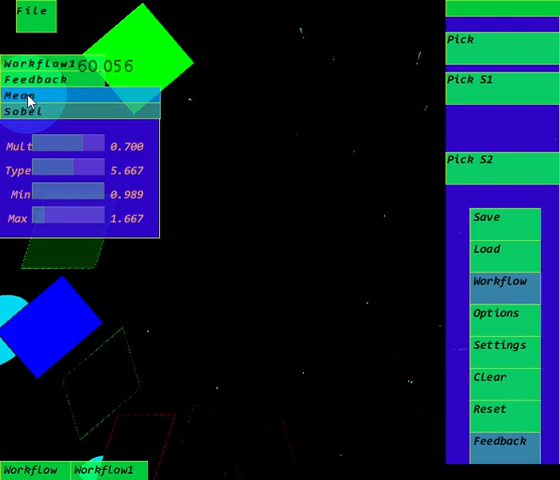 File
Workflow1
60.056
Feedback
Mean
Sobel
Mult 0.700
Type 5.667
Min 0.989
Max 1.667
Workflow Workflow1
Pick
Pick S1
Pick S2
Save
Load
Workflow
Options
Settings
Clear
Reset
Feedback